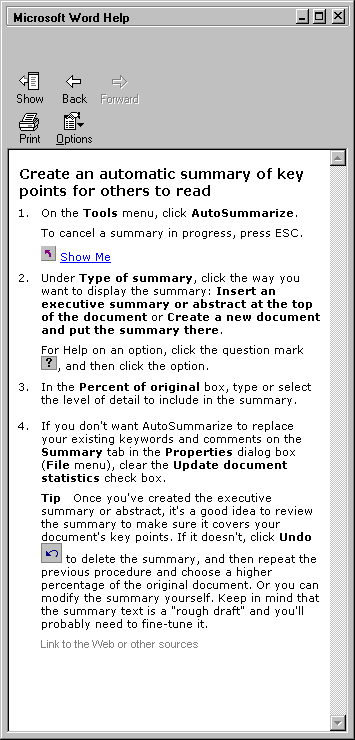 Microsoft Word Help
Show Back Forward
Print Options
Create an automatic summary of key
points for others to read
1. On the Tools menu, click AutoSummarize.
To cancel a summary in progress, press ESC.
Show Me
2. Under Type of summary, click the way you
want to display the summary: Insert an
executive summary or abstract at the top
of the document or Create a new document
and put the summary there.
For Help on an option, click the question mark
?, and then click the option.
3. In the Percent of original box, type or select
the level of detail to include in the summary.
4. If you don't want AutoSummarize to replace
your existing keywords and comments on the
Summary tab in the Properties dialog box
(File menu), clear the Update document
statistics check box.
Tip Once you've created the executive
summary or abstract, it's a good idea to review
the summary to make sure it covers your
document's key points. If it doesn't, click Undo
to delete the summary, and then repeat the
previous procedure and choose a higher
percentage of the original document. Or you can
modify the summary yourself. Keep in mind that
the summary text is a "rough draft" and you'll
probably need to fine-tune it.
Link to the Web or other sources